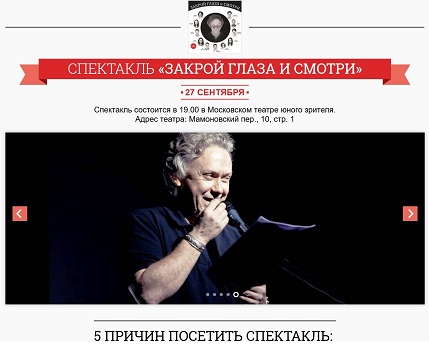 ЗАКРОЙ ГЛАЗА И СМОТРИ
СПЕКТАКЛЬ «ЗАКРОЙ ГЛАЗА И СМОТРИ»
• 27 СЕНТЯБРЯ •
Спектакль состоится в 19.00 в Московском театре юного зрителя.
Адрес театра: Мамоновский пер., 10, стр. 1
5 ПРИЧИН ПОСЕТИТЬ СПЕКТАКЛЬ: